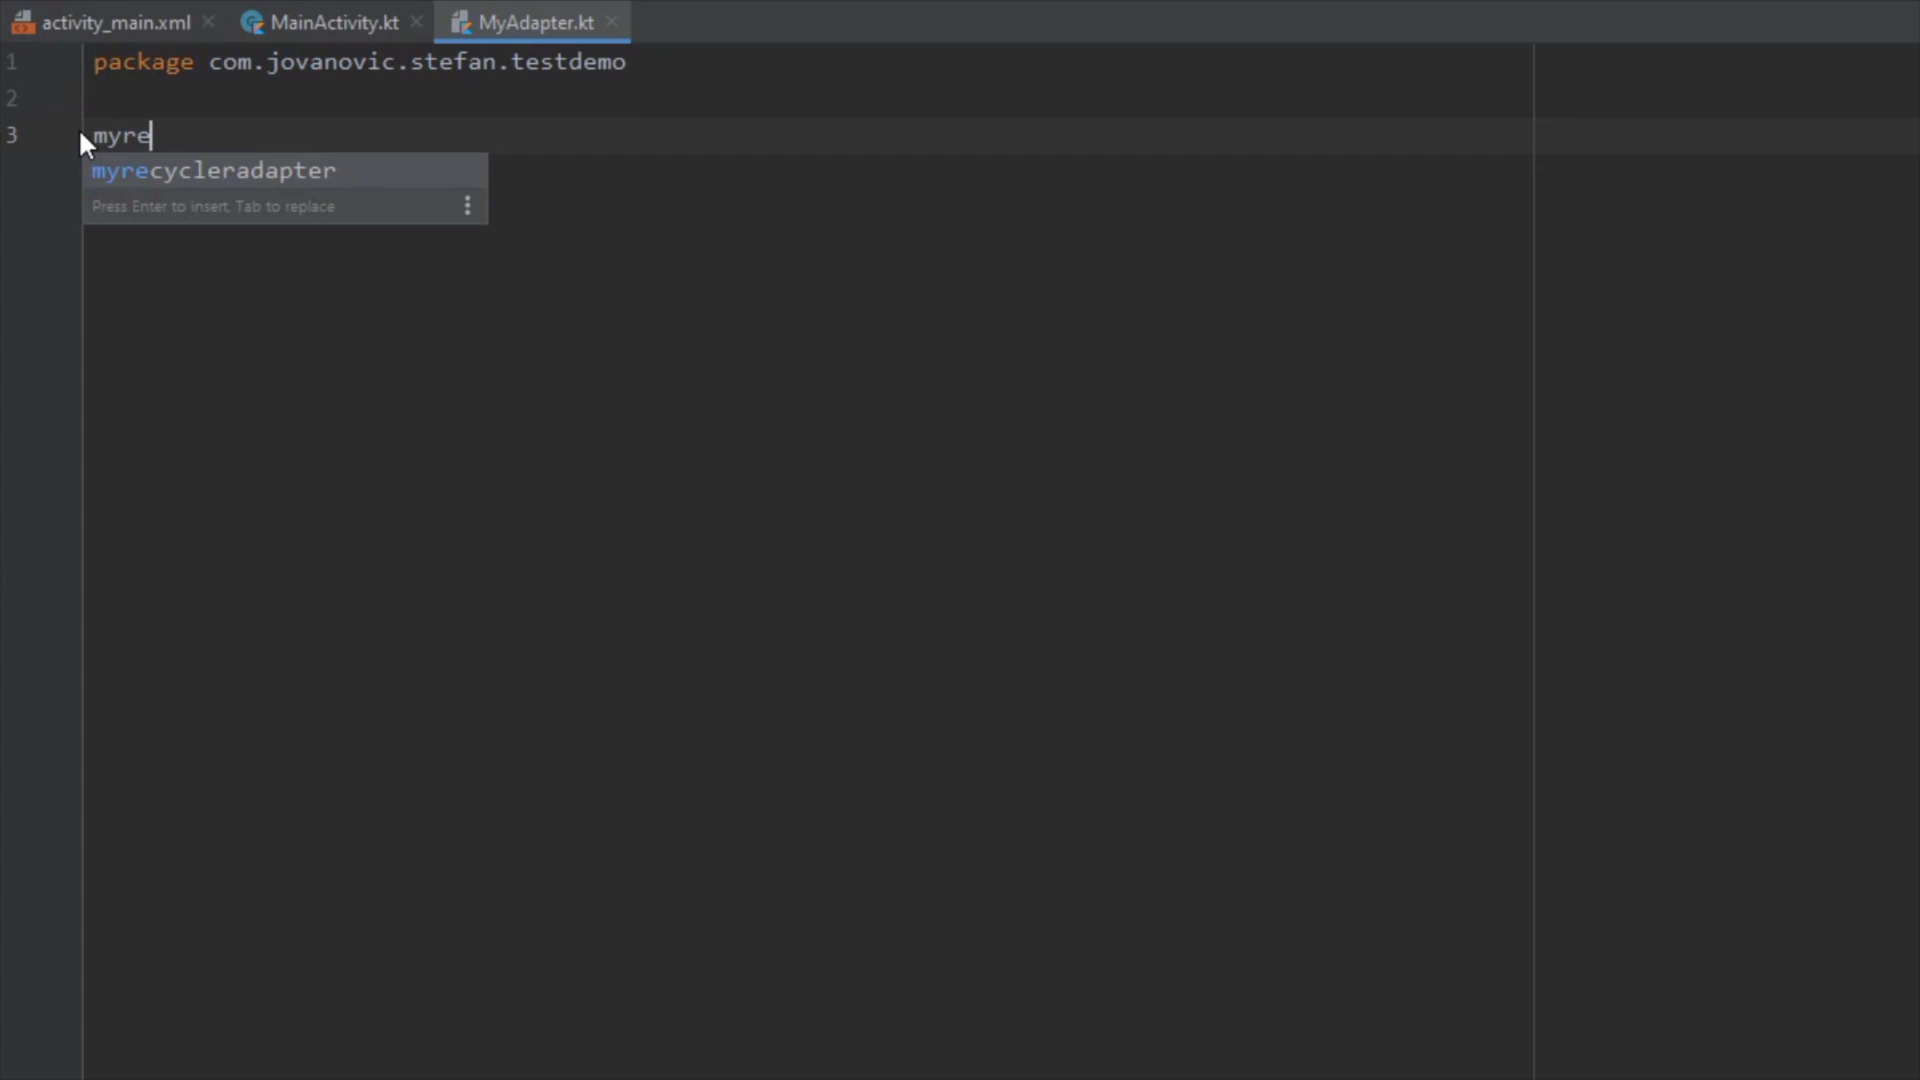 activity_main.xml MainActivity.kt MyAdapter.kt
1 package com.jovanovic.stefan.testdemo
2
3 myre
myrecycleradapter
Press Enter to insert, Tab to replace